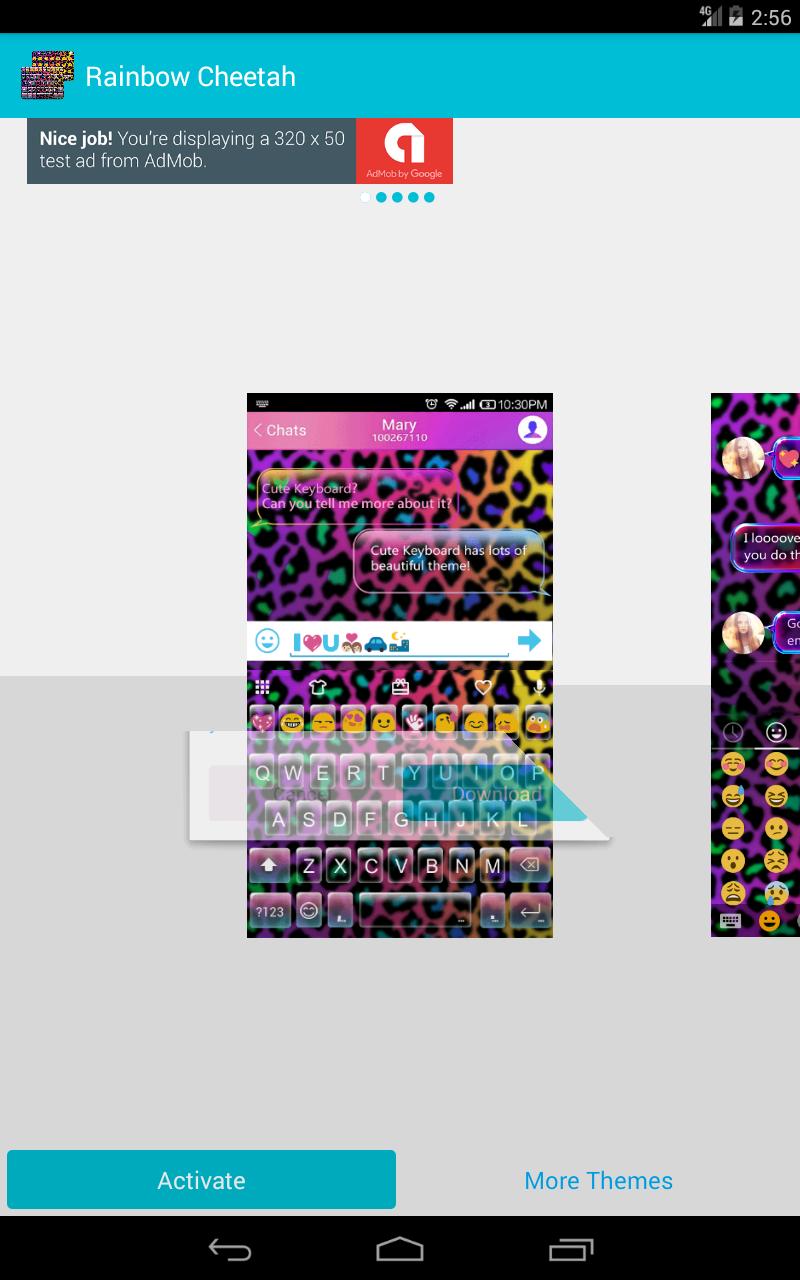 4G 2:56
Rainbow Cheetah
Nice job! You're displaying a 320 x 50
test ad from AdMob.
AdMob by Google
10:30PM
Chats
Mary
100267110
Cute Keyboard?
Can you tell me more about it?
Cute Keyboard has lots of
beautiful theme!
I💖U
I loooove
you do th
Go
en
Q W E R T Y U I O P
Cancel Download
A S D F G H J K L
Z X C V B N M
?123
Activate
More Themes